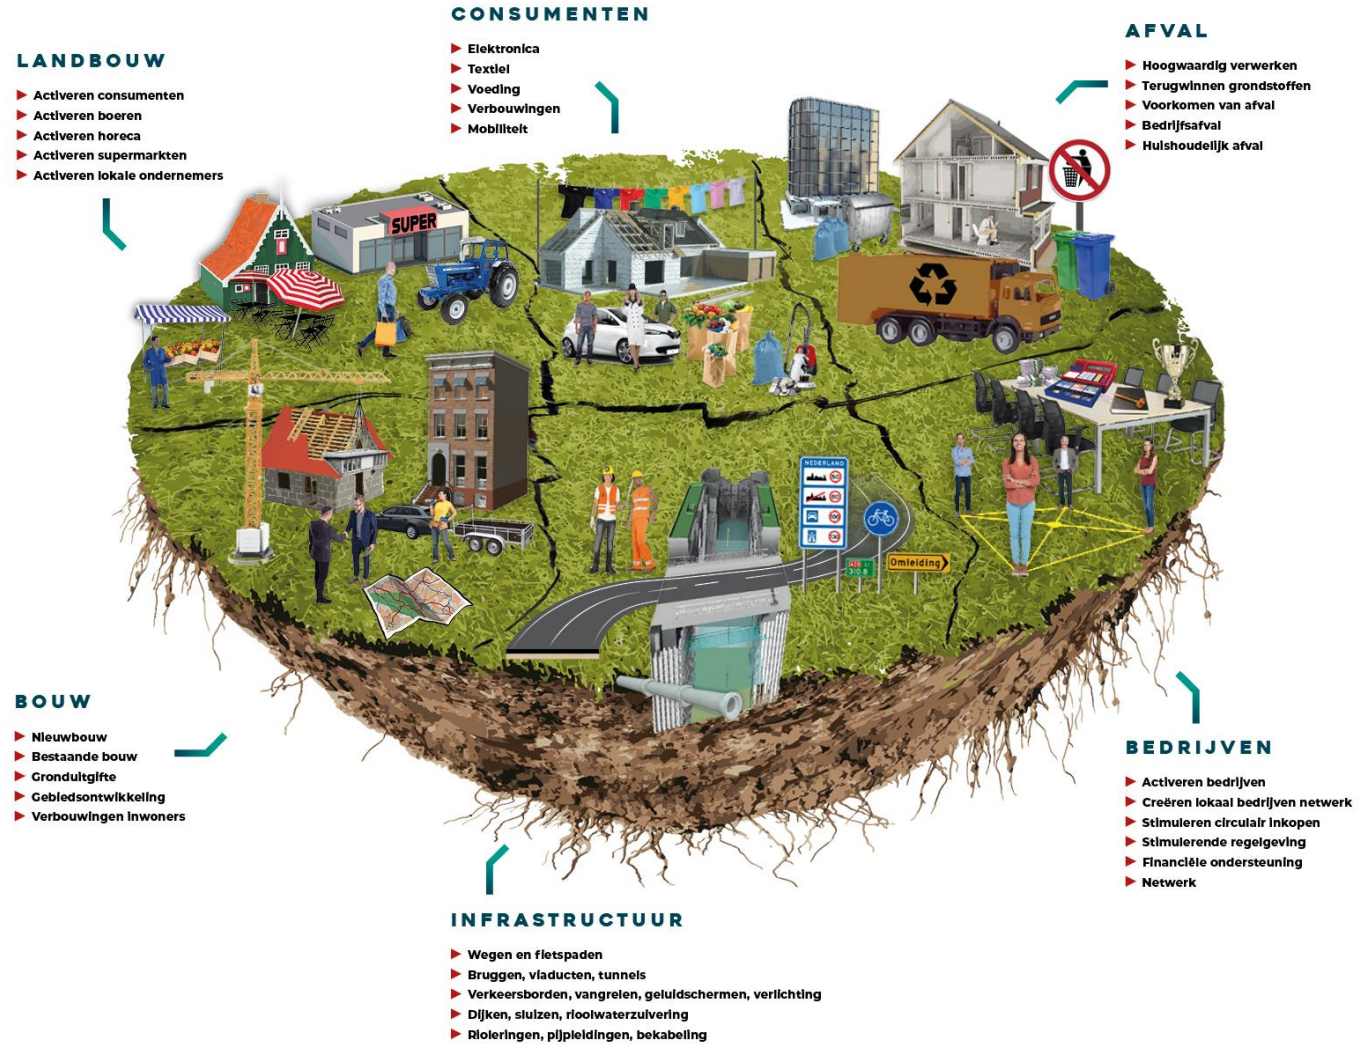 CONSUMENTEN
Elektronica
Textiel
Voeding
Verbouwingen
Mobiliteit
AFVAL
Hoogwaardig verwerken
Terugwinnen grondstoffen
Voorkomen van afval
Bedrijfsafval
Huishoudelijk afval
LANDBOUW
Activeren consumenten
Activeren boeren
Activeren horeca
Activeren supermarkten
Activeren lokale ondernemers
SUPER
NEDERLAND
Omleiding
BOUW
Nieuwbouw
Bestaande bouw
Gronduitgifte
Gebiedsontwikkeling
Verbouwingen inwoners
BEDRIJVEN
Activeren bedrijven
Creëren lokaal bedrijven netwerk
Stimuleren circulair inkopen
Stimulerende regelgeving
Financiële ondersteuning
Netwerk
INFRASTRUCTUUR
Wegen en fietspaden
Bruggen, viaducten, tunnels
Verkeersborden, vangrelen, geluidschermen, verlichting
Dijken, sluizen, rioolwaterzuivering
Rioleringen, pijpleidingen, bekabeling